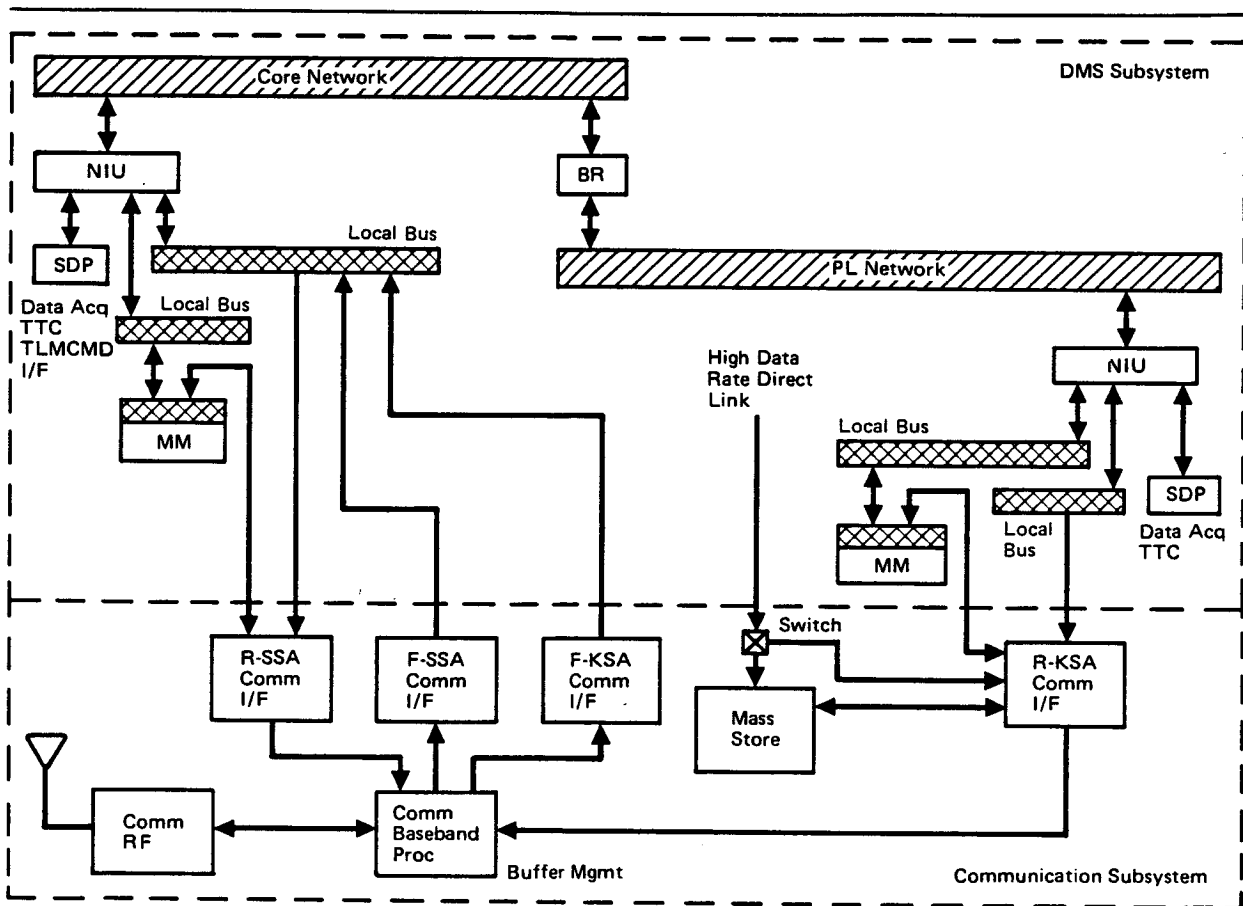 Core Network
DMS Subsystem
NIU
BR
Local Bus
SDP
PL Network
Data Acq
TTC
TLMCMD
I/F
Local Bus
MM
High Data
Rate Direct
Link
NIU
Local Bus
SDP
Local
Bus
Data Acq
TTC
MM
Switch
R-SSA
Comm
I/F
F-SSA
Comm
I/F
F-KSA
Comm
I/F
R-KSA
Comm
I/F
Mass
Store
Comm
RF
Comm
Baseband
Proc
Buffer Mgmt
Communication Subsystem